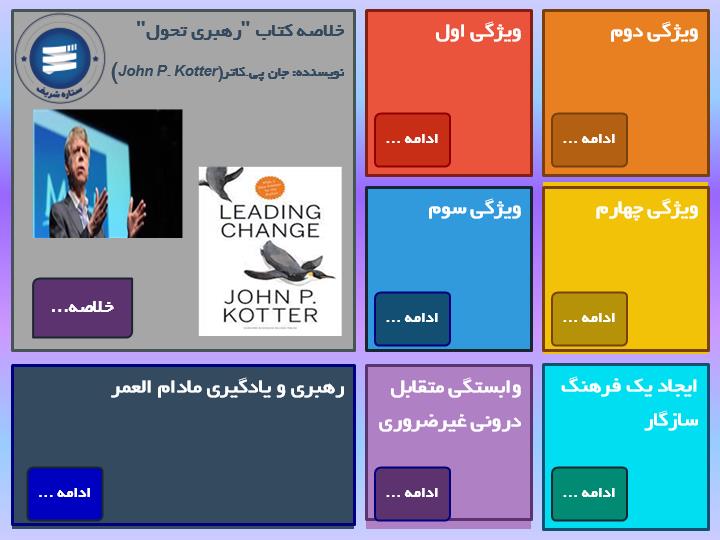 خلاصه کتاب "رهبری تحول"
نویسنده: جان پی.کاتر(John P. Kotter)
ستاره شریف
LEADING
CHANGE
JOHN P.
KOTTER
خلاصه...
ویژگی اول
ادامه ...
ویژگی دوم
ادامه ...
ویژگی سوم
ادامه ...
ویژگی چهارم
ادامه ...
رهبری و یادگیری مادام العمر
ادامه ...
وابستگی متقابل
درونی غیرضروری
ادامه ...
ایجاد یک فرهنگ
سازگار
ادامه ...